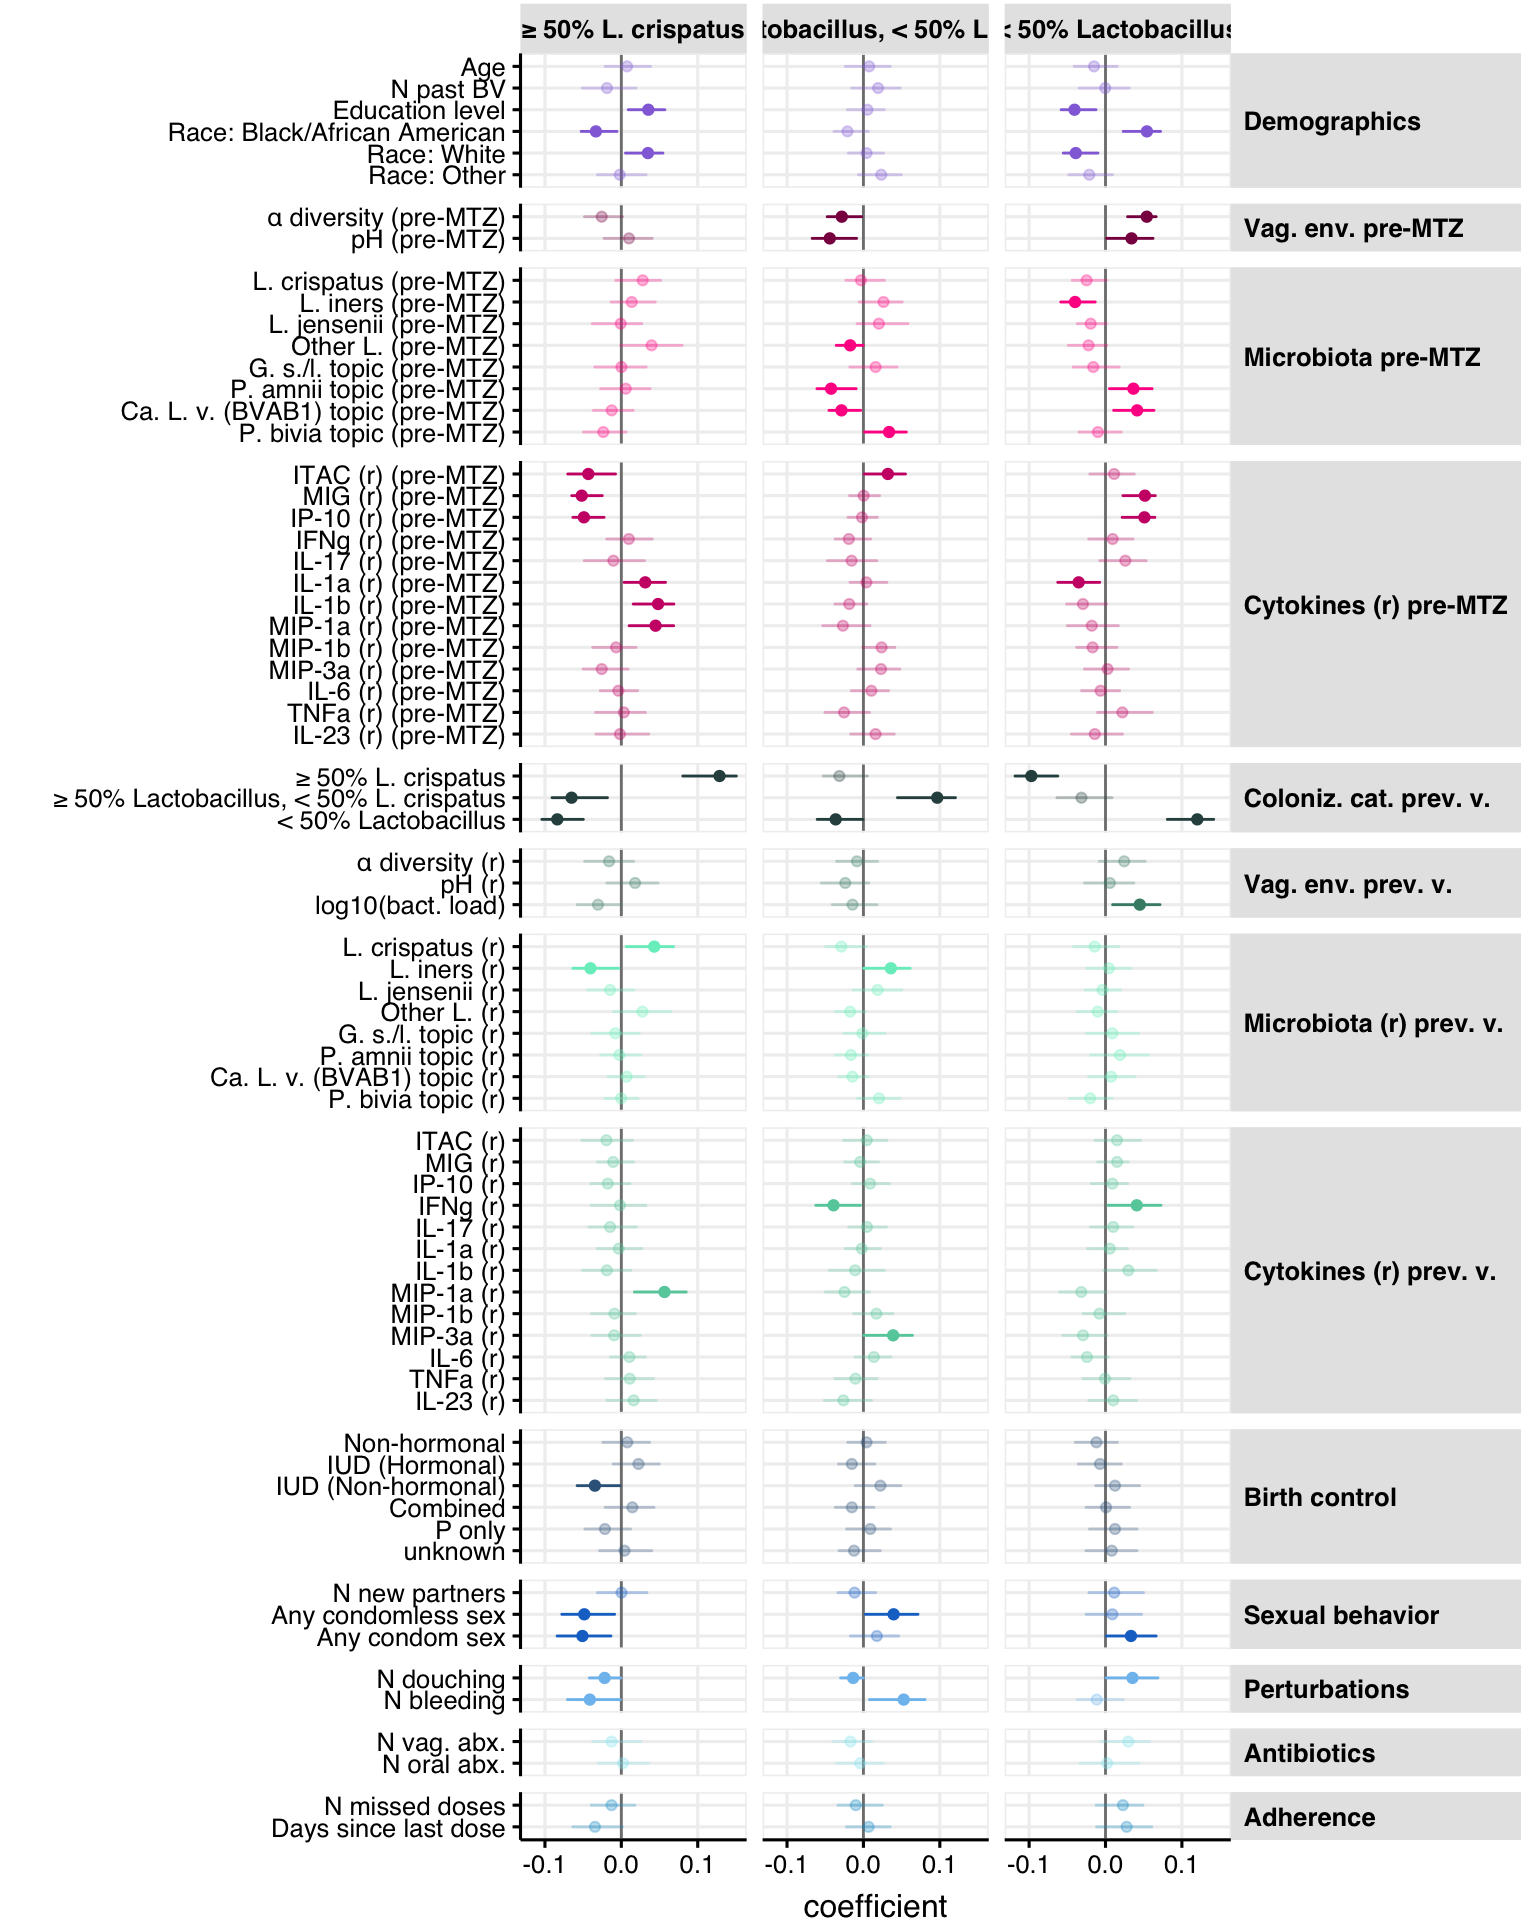 ≥ 50% L. crispatus
tobacillus, < 50% L
< 50% Lactobacillus
Age
N past BV
Education level
Race: Black/African American
Race: White
Race: Other
Demographics
α diversity (pre-MTZ)
pH (pre-MTZ)
Vag. env. pre-MTZ
L. crispatus (pre-MTZ)
L. iners (pre-MTZ)
L. jensenii (pre-MTZ)
Other L. (pre-MTZ)
G. s./l. topic (pre-MTZ)
P. amnii topic (pre-MTZ)
Ca. L. v. (BVAB1) topic (pre-MTZ)
P. bivia topic (pre-MTZ)
Microbiota pre-MTZ
ITAC (r) (pre-MTZ)
MIG (r) (pre-MTZ)
IP-10 (r) (pre-MTZ)
IFNg (r) (pre-MTZ)
IL-17 (r) (pre-MTZ)
IL-1a (r) (pre-MTZ)
IL-1b (r) (pre-MTZ)
MIP-1a (r) (pre-MTZ)
MIP-1b (r) (pre-MTZ)
MIP-3a (r) (pre-MTZ)
IL-6 (r) (pre-MTZ)
TNFa (r) (pre-MTZ)
IL-23 (r) (pre-MTZ)
Cytokines (r) pre-MTZ
≥ 50% L. crispatus
≥ 50% Lactobacillus, < 50% L. crispatus
< 50% Lactobacillus
Coloniz. cat. prev. v.
α diversity (r)
pH (r)
log10(bact. load)
Vag. env. prev. v.
L. crispatus (r)
L. iners (r)
L. jensenii (r)
Other L. (r)
G. s./l. topic (r)
P. amnii topic (r)
Ca. L. v. (BVAB1) topic (r)
P. bivia topic (r)
Microbiota (r) prev. v.
ITAC (r)
MIG (r)
IP-10 (r)
IFNg (r)
IL-17 (r)
IL-1a (r)
IL-1b (r)
MIP-1a (r)
MIP-1b (r)
MIP-3a (r)
IL-6 (r)
TNFa (r)
IL-23 (r)
Cytokines (r) prev. v.
Non-hormonal
IUD (Hormonal)
IUD (Non-hormonal)
Combined
P only
unknown
Birth control
N new partners
Any condomless sex
Any condom sex
Sexual behavior
N douching
N bleeding
Perturbations
N vag. abx.
N oral abx.
Antibiotics
N missed doses
Days since last dose
Adherence
-0.1 0.0 0.1 -0.1 0.0 0.1 -0.1 0.0 0.1
coefficient